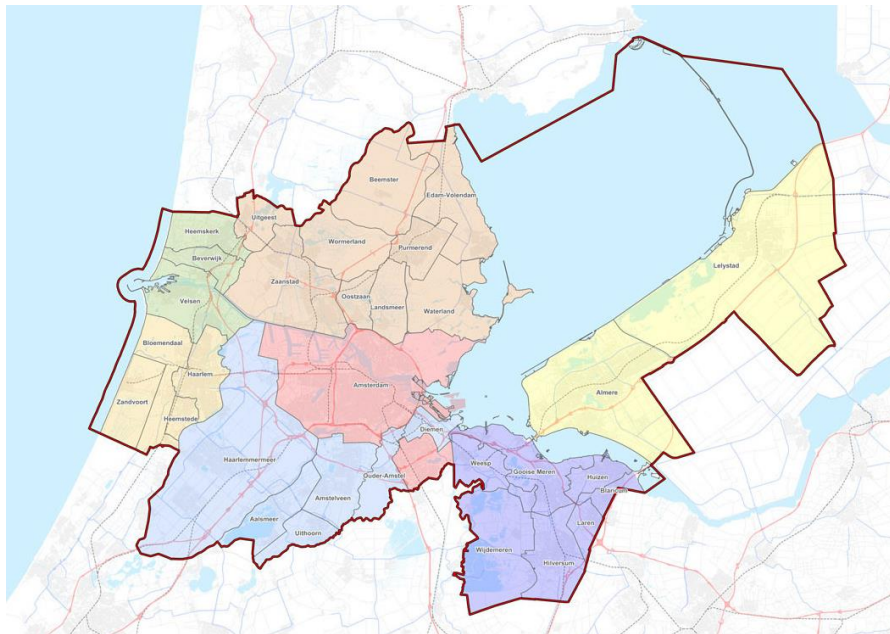 Beemster
Edam-Volendam
Uitgeest
Heemskerk
Wormerland
Purmerend
Beverwijk
Lelystad
Zaanstad
Oostzaan
Velsen
Landsmeer
Waterland
Bloemendaal
Haarlem
Amsterdam
Almere
Zandvoort
Heemstede
Diemen
Haarlemmermeer
Weesp
Gooise Meren
Ouder-Amstel
Huizen
Blaricum
Amstelveen
Aalsmeer
Laren
Uithoorn
Wijdemeren
Hilversum